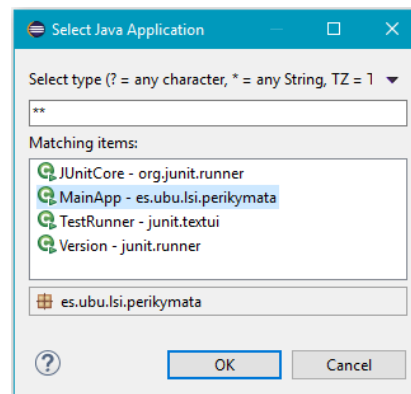 Select Java Application
Select type (? = any character, * = any String, TZ = T
**
Matching items:
JUnitCore - org.junit.runner
MainApp - es.ubu.lsi.perikymata
TestRunner - junit.textui
Version - junit.runner
es.ubu.lsi.perikymata
?
OK Cancel